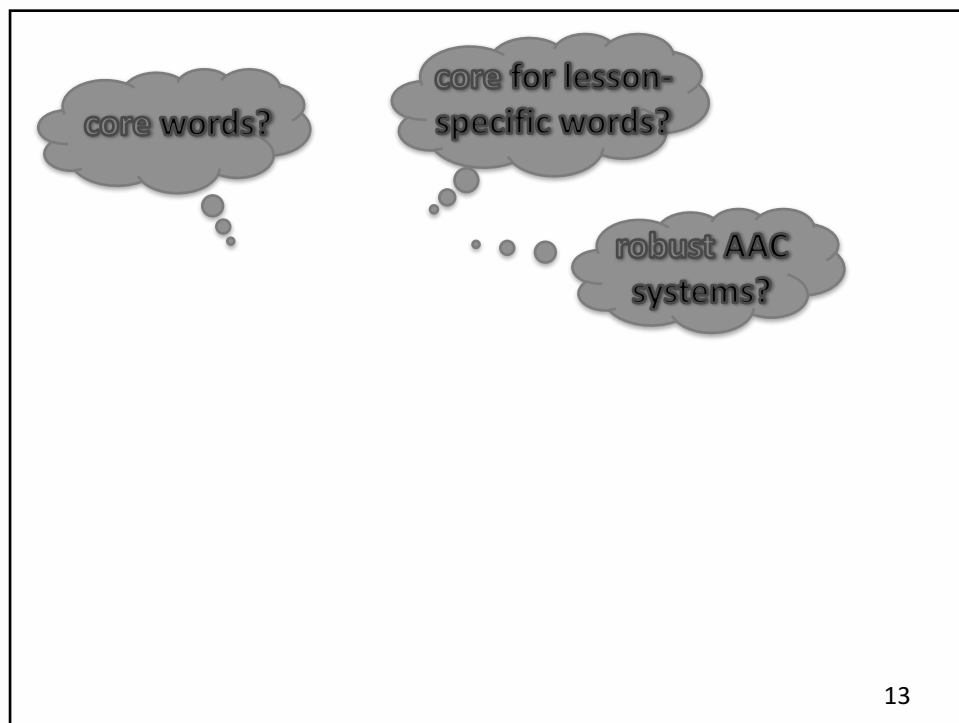 core words?
core for lesson-
specific words?
robust AAC
systems?
13